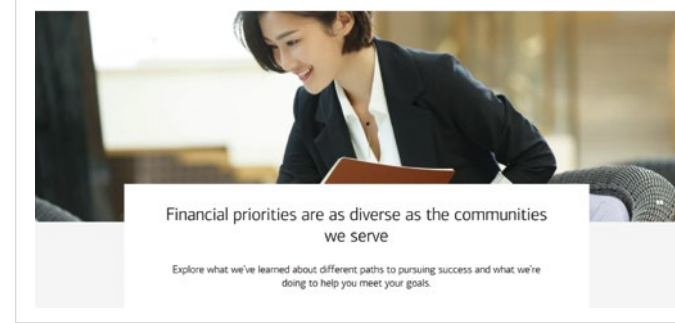 Financial priorities are as diverse as the communities
we serve
Explore what we've learned about different paths to pursuing success and what we're
doing to help you meet your goals.